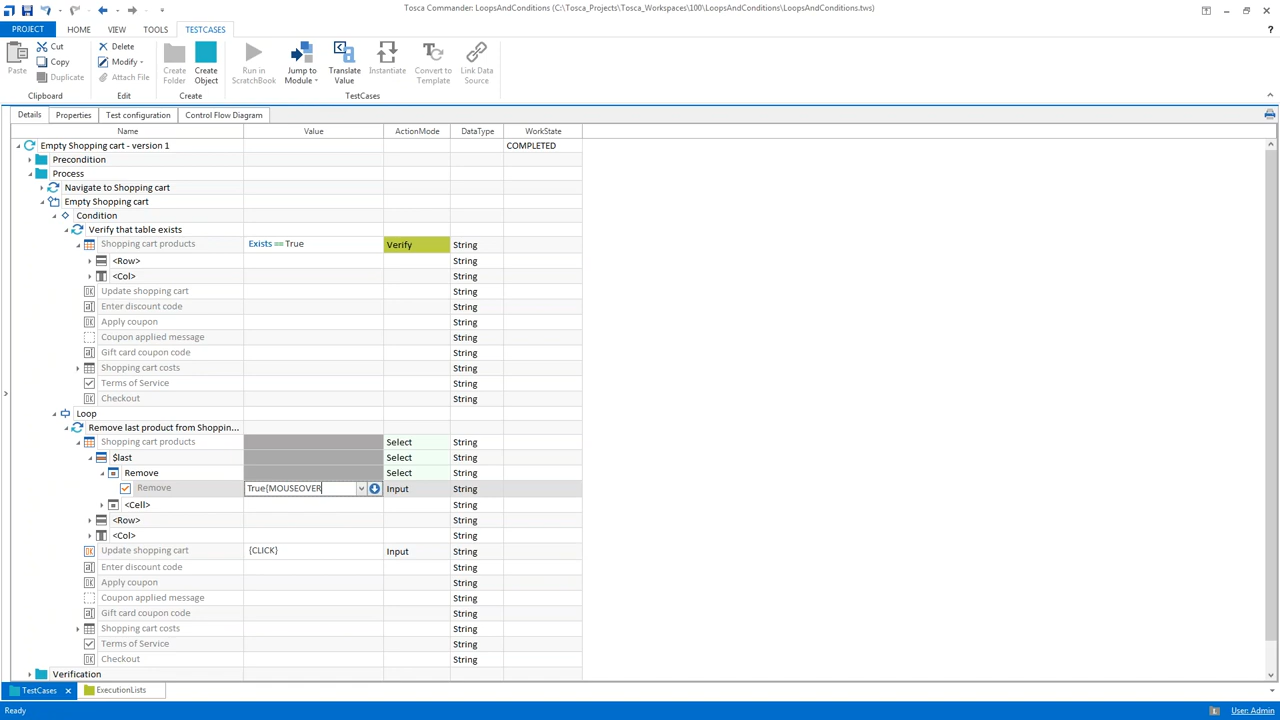 Tosca Commander: LoopsAndConditions (C:\Tosca_Projects\Tosca_Workspaces\100\LoopsAndConditions\LoopsAndConditions.tws)
PROJECT HOME VIEW TOOLS TESTCASES
Paste Cut Copy Duplicate Delete Modify Attach File Create Folder Create Object Run in ScratchBook Jump to Module Translate Value Instantiate Convert to Template Link Data Source
Clipboard Edit Create TestCases
Details Properties Test configuration Control Flow Diagram
Name Value ActionMode DataType WorkState
Empty Shopping cart - version 1 COMPLETED
Precondition
Process
Navigate to Shopping cart
Empty Shopping cart
Condition
Verify that table exists
Shopping cart products Exists == True Verify String
<Row> String
<Col> String
Update shopping cart String
Enter discount code String
Apply coupon String
Coupon applied message String
Gift card coupon code String
Shopping cart costs String
Terms of Service String
Checkout String
Loop
Remove last product from Shoppin...
Shopping cart products Select String
$last Select String
Remove Select String
Remove True{MOUSEOVER Input String
<Cell> String
<Row> String
<Col> String
Update shopping cart {CLICK} Input String
Enter discount code String
Apply coupon String
Coupon applied message String
Gift card coupon code String
Shopping cart costs String
Terms of Service String
Checkout String
Verification
TestCases ExecutionLists
Ready User: Admin